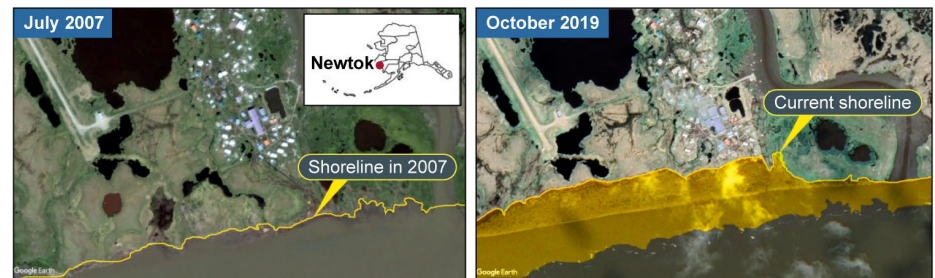 July 2007
Newtok
Shoreline in 2007
Google Earth
October 2019
Current shoreline
Google Earth